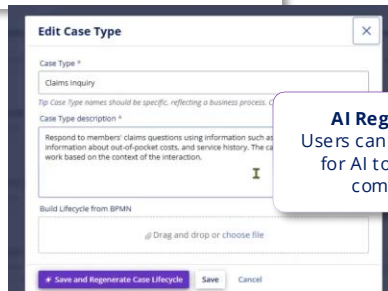 Edit Case Type
Case Type *
Claims Inquiry
Tip Case Type names should be specific, reflecting a business process. C
Case Type description *
Respond to members' claims questions using information such as
information about out-of-pocket costs, and service history. The ca
work based on the context of the interaction.
AI Reg
Users can
for AI to
com
Build Lifecycle from BPMN
Drag and drop or choose file
Save and Regenerate Case Lifecycle Save Cancel